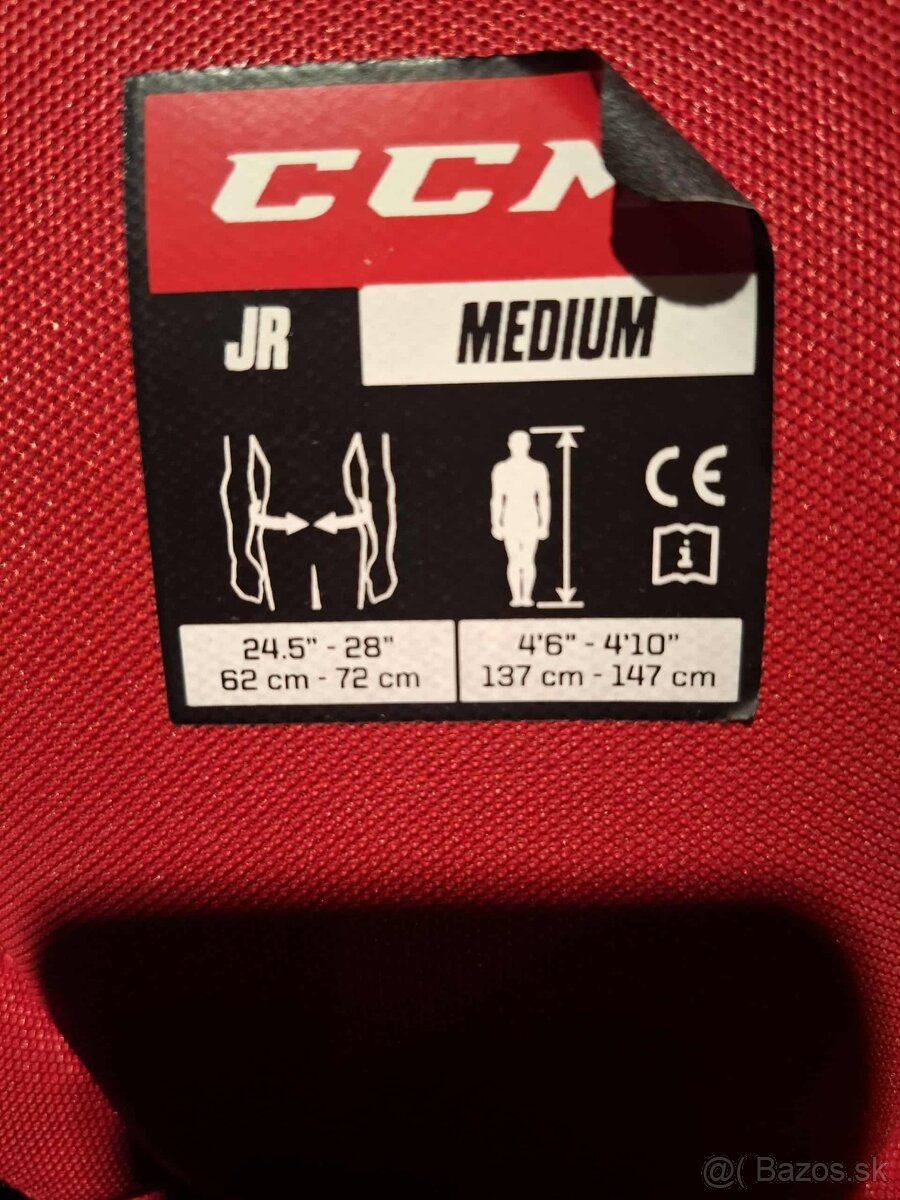 CCM
JR MEDIUM
CE
i
24.5" - 28"
62 cm - 72 cm
4'6" - 4'10"
137 cm - 147 cm
@( Bazos.sk